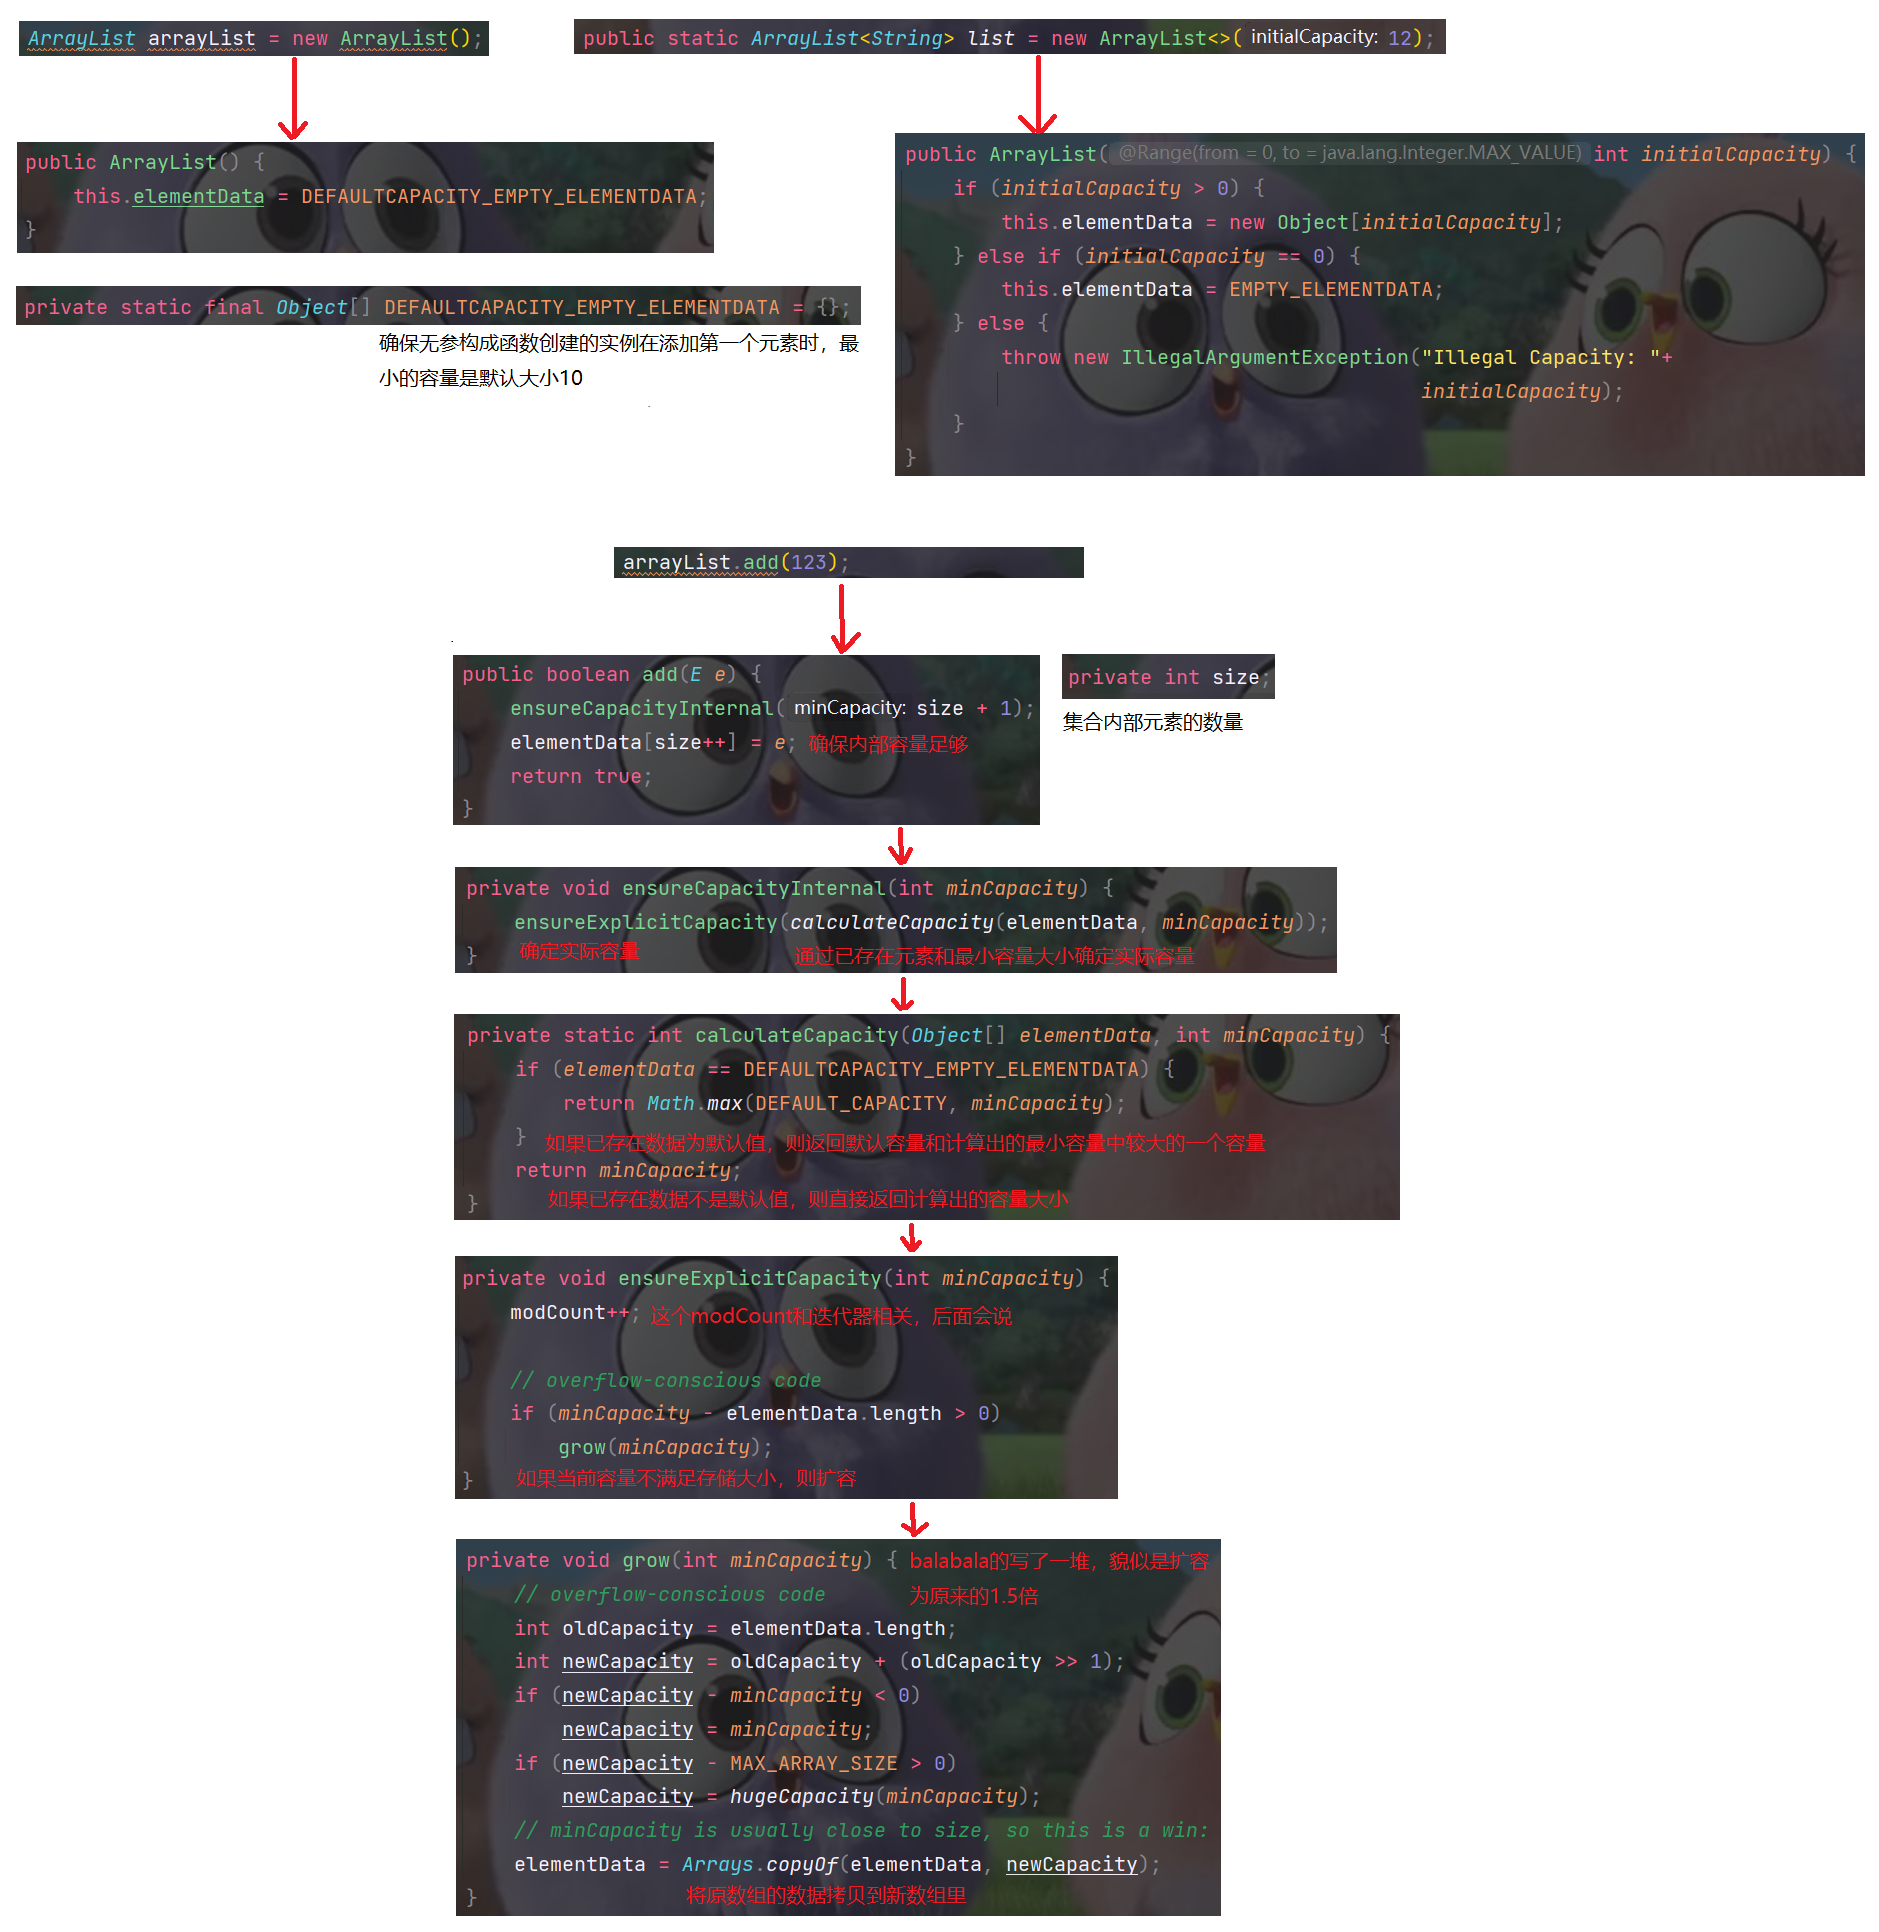 ArrayList arrayList = new ArrayList();
public static ArrayList<String> list = new ArrayList<>( initialCapacity: 12);
public ArrayList() {
this.elementData = DEFAULTCAPACITY_EMPTY_ELEMENTDATA;
}
private static final Object[] DEFAULTCAPACITY_EMPTY_ELEMENTDATA = {};
确保无参构成函数创建的实例在添加第一个元素时，最
小的容量是默认大小10
public ArrayList( @Range(from = 0, to = java.lang.Integer.MAX_VALUE) int initialCapacity) {
if (initialCapacity > 0) {
this.elementData = new Object[initialCapacity];
} else if (initialCapacity == 0) {
this.elementData = EMPTY_ELEMENTDATA;
} else {
throw new IllegalArgumentException("Illegal Capacity: "+
initialCapacity);
}
}
arrayList.add(123);
public boolean add(E e) {
ensureCapacityInternal( minCapacity: size + 1);
elementData[size++] = e; 确保内部容量足够
return true;
}
private int size;
集合内部元素的数量
private void ensureCapacityInternal(int minCapacity) {
ensureExplicitCapacity(calculateCapacity(elementData, minCapacity));
} 确定实际容量 通过已存在元素和最小容量大小确定实际容量
private static int calculateCapacity(Object[] elementData, int minCapacity) {
if (elementData == DEFAULTCAPACITY_EMPTY_ELEMENTDATA) {
return Math.max(DEFAULT_CAPACITY, minCapacity);
} 如果已存在数据为默认值，则返回默认容量和计算出的最小容量中较大的一个容量
return minCapacity;
} 如果已存在数据不是默认值，则直接返回计算出的容量大小
private void ensureExplicitCapacity(int minCapacity) {
modCount++; 这个modCount和迭代器相关，后面会说
// overflow-conscious code
if (minCapacity - elementData.length > 0)
grow(minCapacity);
} 如果当前容量不满足存储大小，则扩容
private void grow(int minCapacity) { balabala的写了一堆，貌似是扩容
// overflow-conscious code 为原来的1.5倍
int oldCapacity = elementData.length;
int newCapacity = oldCapacity + (oldCapacity >> 1);
if (newCapacity - minCapacity < 0)
newCapacity = minCapacity;
if (newCapacity - MAX_ARRAY_SIZE > 0)
newCapacity = hugeCapacity(minCapacity);
// minCapacity is usually close to size, so this is a win:
elementData = Arrays.copyOf(elementData, newCapacity);
} 将原数组的数据拷贝到新数组里